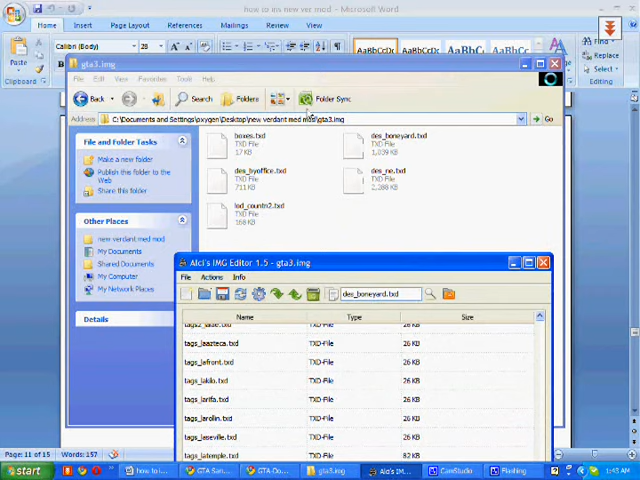 how to ins new ver mod - Microsoft Word
Home Insert Page Layout References Mailings Review View
Calibri (Body) 28
Paste
AaBbCcDc AaBbCcDc AaBbC
Find
Replace
Select
gta3.img
File Edit View Favorites Tools Help
Back Search Folders Folder Sync
Address C:\Documents and Settings\oxygen\Desktop\new verdant med mod\gta3.img Go
File and Folder Tasks
Make a new folder
Publish this folder to the Web
Share this folder
Other Places
new verdant med mod
My Documents
Shared Documents
My Computer
My Network Places
Details
boxes.txd
TXD File
17 KB
des_boneyard.txd
TXD File
1,039 KB
des_byoffice.txd
TXD File
711 KB
des_ne.txd
TXD File
2,288 KB
lod_countn2.txd
TXD File
168 KB
Alci's IMG Editor 1.5 - gta3.img
File Actions Info
des_boneyard.txd
Name Type Size
TXD-File 26 KB
tags_laazteca.txd TXD-File 26 KB
tags_lafront.txd TXD-File 26 KB
tags_lakilo.txd TXD-File 26 KB
tags_larifa.txd TXD-File 26 KB
tags_larollin.txd TXD-File 26 KB
tags_laseville.txd TXD-File 26 KB
tags_latemple.txd TXD-File 82 KB
Page: 11 of 15 Words: 157
start how to i... GTA San... GTA-Do... gta3.img Alci's IM... CamStudio Flashing 1:43 AM